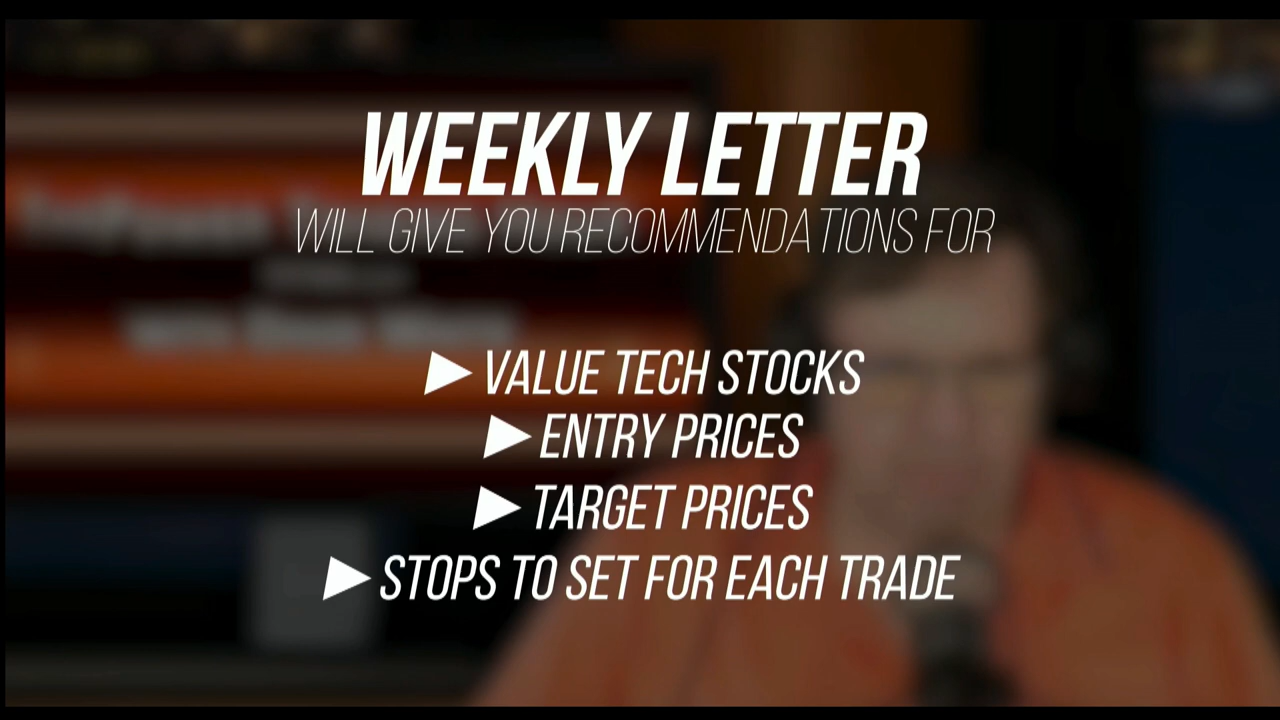 WEEKLY LETTER
WILL GIVE YOU RECOMMENDATIONS FOR
▶ VALUE TECH STOCKS
▶ ENTRY PRICES
▶ TARGET PRICES
▶ STOPS TO SET FOR EACH TRADE